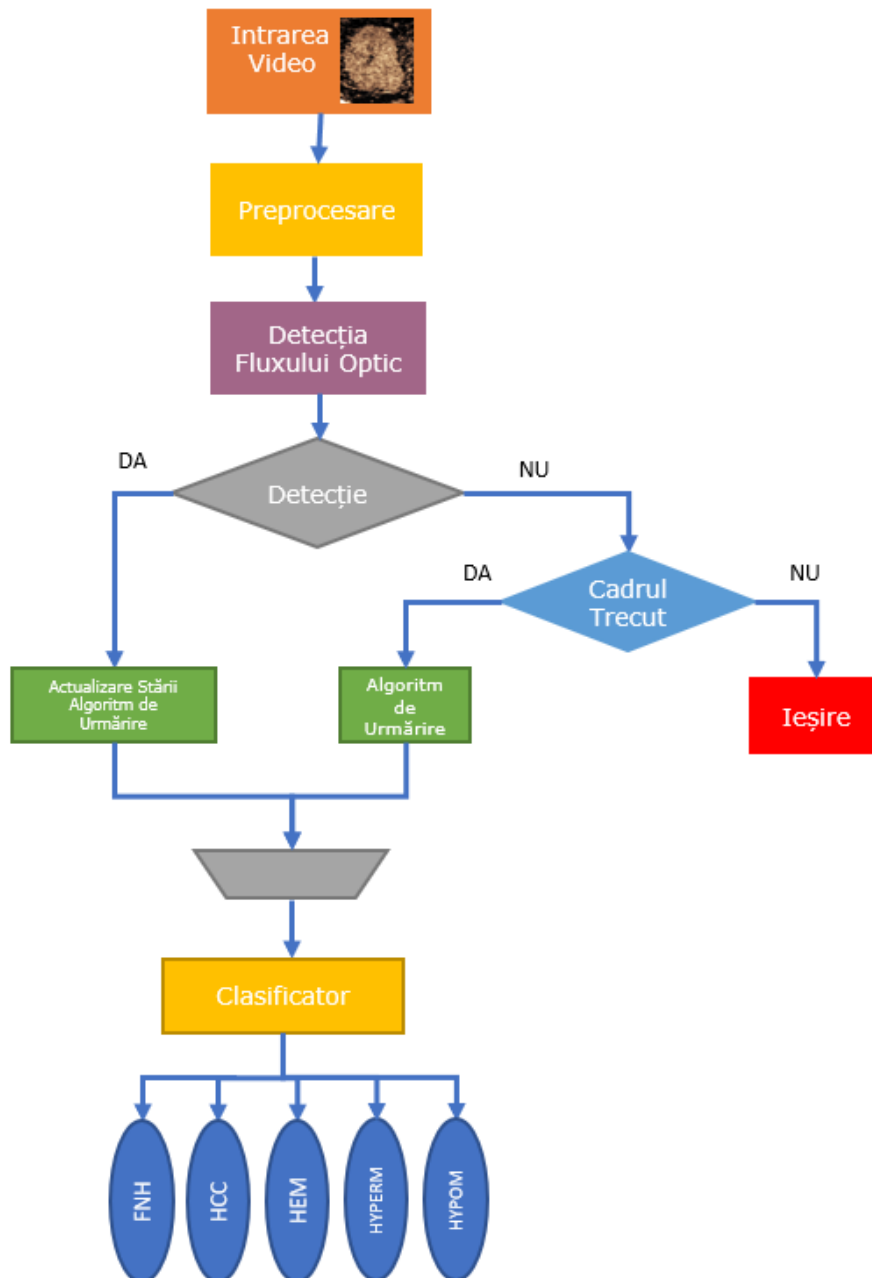 Intrarea
Video
Preprocesare
Detecția
Fluxului Optic
DA
NU
Detecție
DA
NU
Cadrul
Trecut
Actualizare Stării
Algoritm de
Urmărire
Algoritm
de
Urmărire
Ieșire
Clasificator
FNH
HCC
HEM
HYPERM
HYPOM